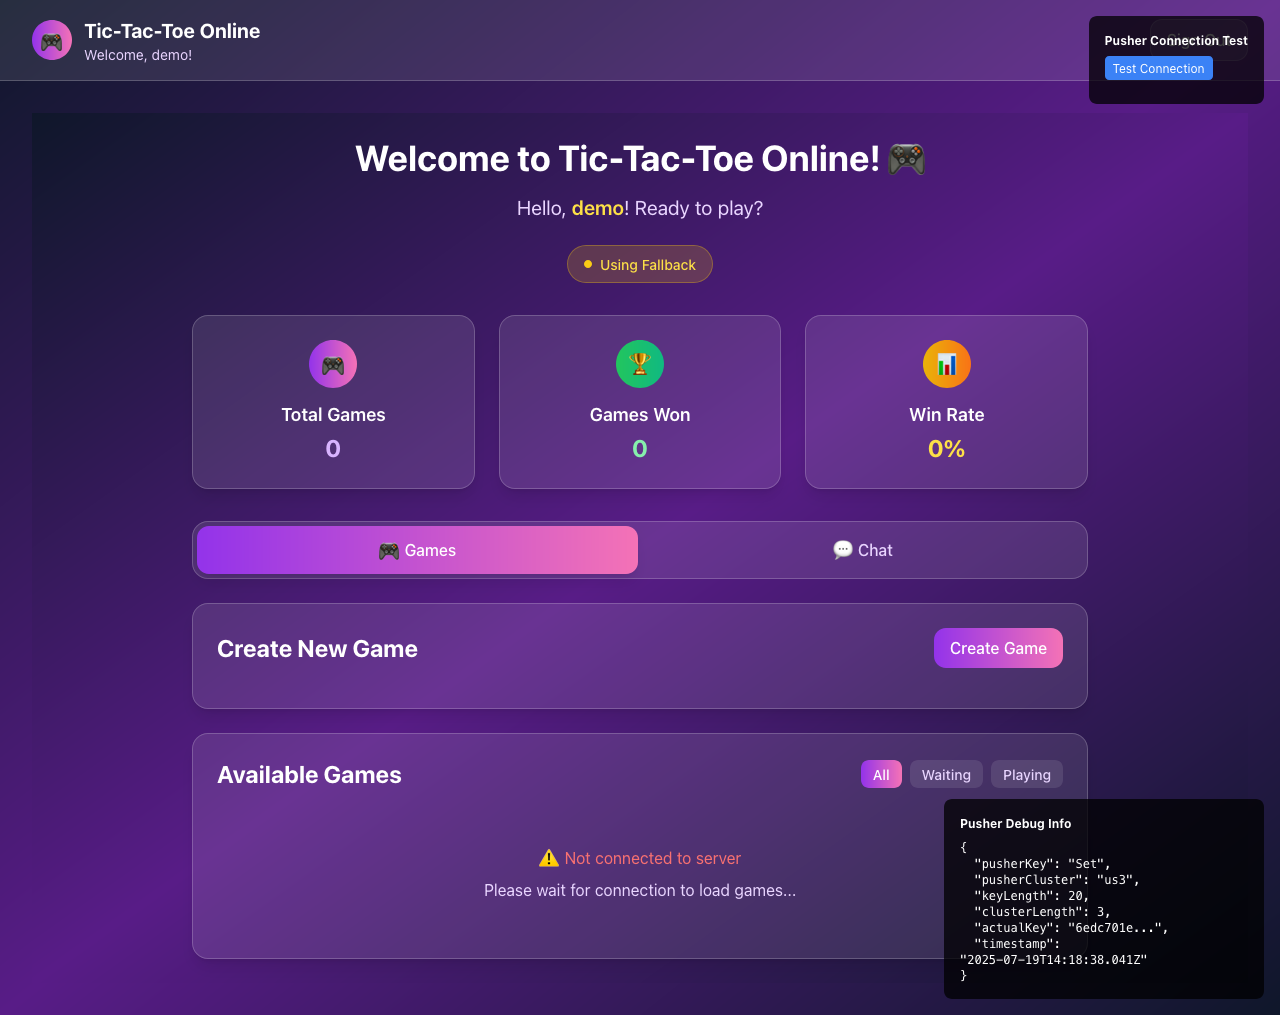 Tic-Tac-Toe Online
Welcome, demo!
Pusher Connection Test
Test Connection
Welcome to Tic-Tac-Toe Online! 🎮
Hello, demo! Ready to play?
Using Fallback
Total Games
0
Games Won
0
Win Rate
0%
🎮 Games
💬 Chat
Create New Game
Create Game
Available Games
All
Waiting
Playing
⚠️ Not connected to server
Please wait for connection to load games...
Pusher Debug Info
{
"pusherKey": "Set",
"pusherCluster": "us3",
"keyLength": 20,
"clusterLength": 3,
"actualKey": "6edc701e...",
"timestamp":
"2025-07-19T14:18:38.041Z"
}